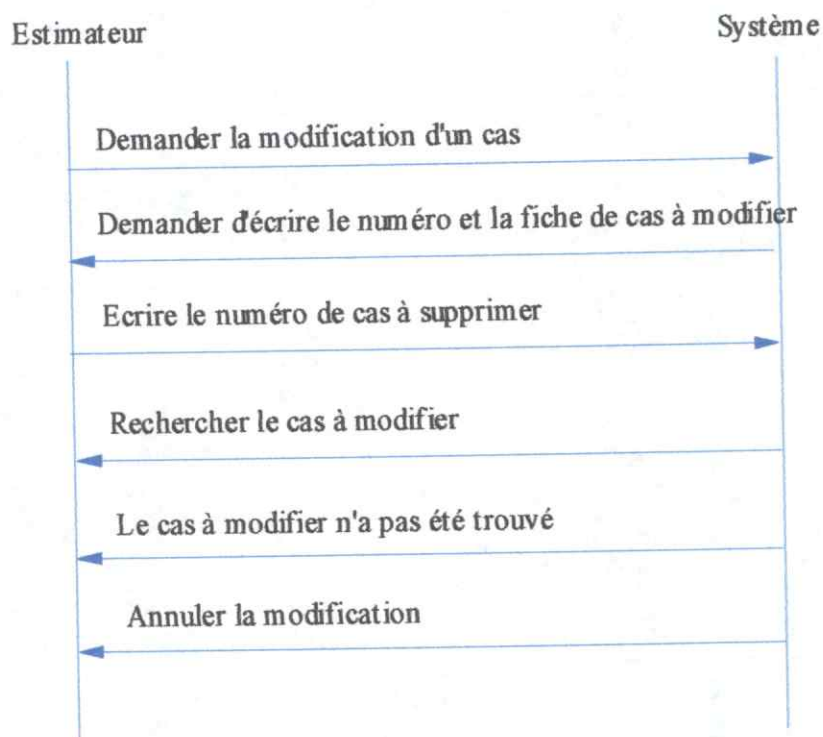 Estimateur
Système
Demander la modification d'un cas
Demander d'écrire le numéro et la fiche de cas à modifier
Ecrire le numéro de cas à supprimer
Rechercher le cas à modifier
Le cas à modifier n'a pas été trouvé
Annuler la modification